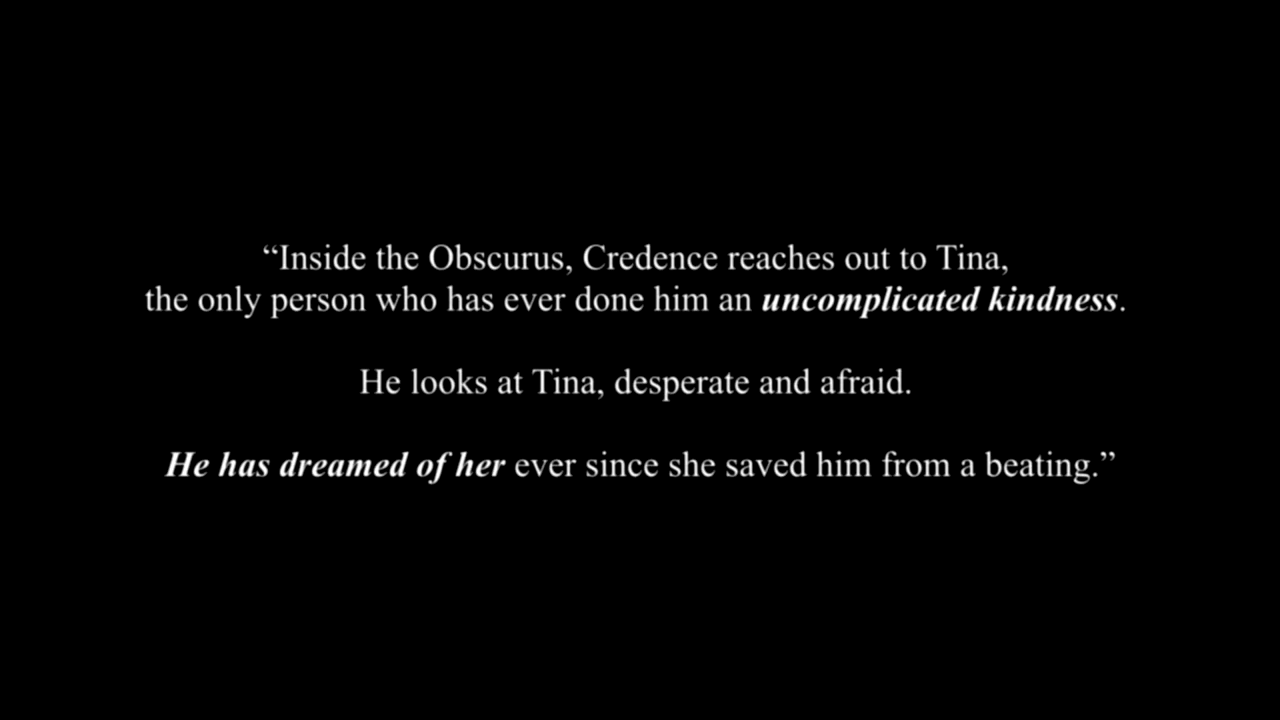 “Inside the Obscurus, Credence reaches out to Tina,
the only person who has ever done him an uncomplicated kindness.
He looks at Tina, desperate and afraid.
He has dreamed of her ever since she saved him from a beating.”